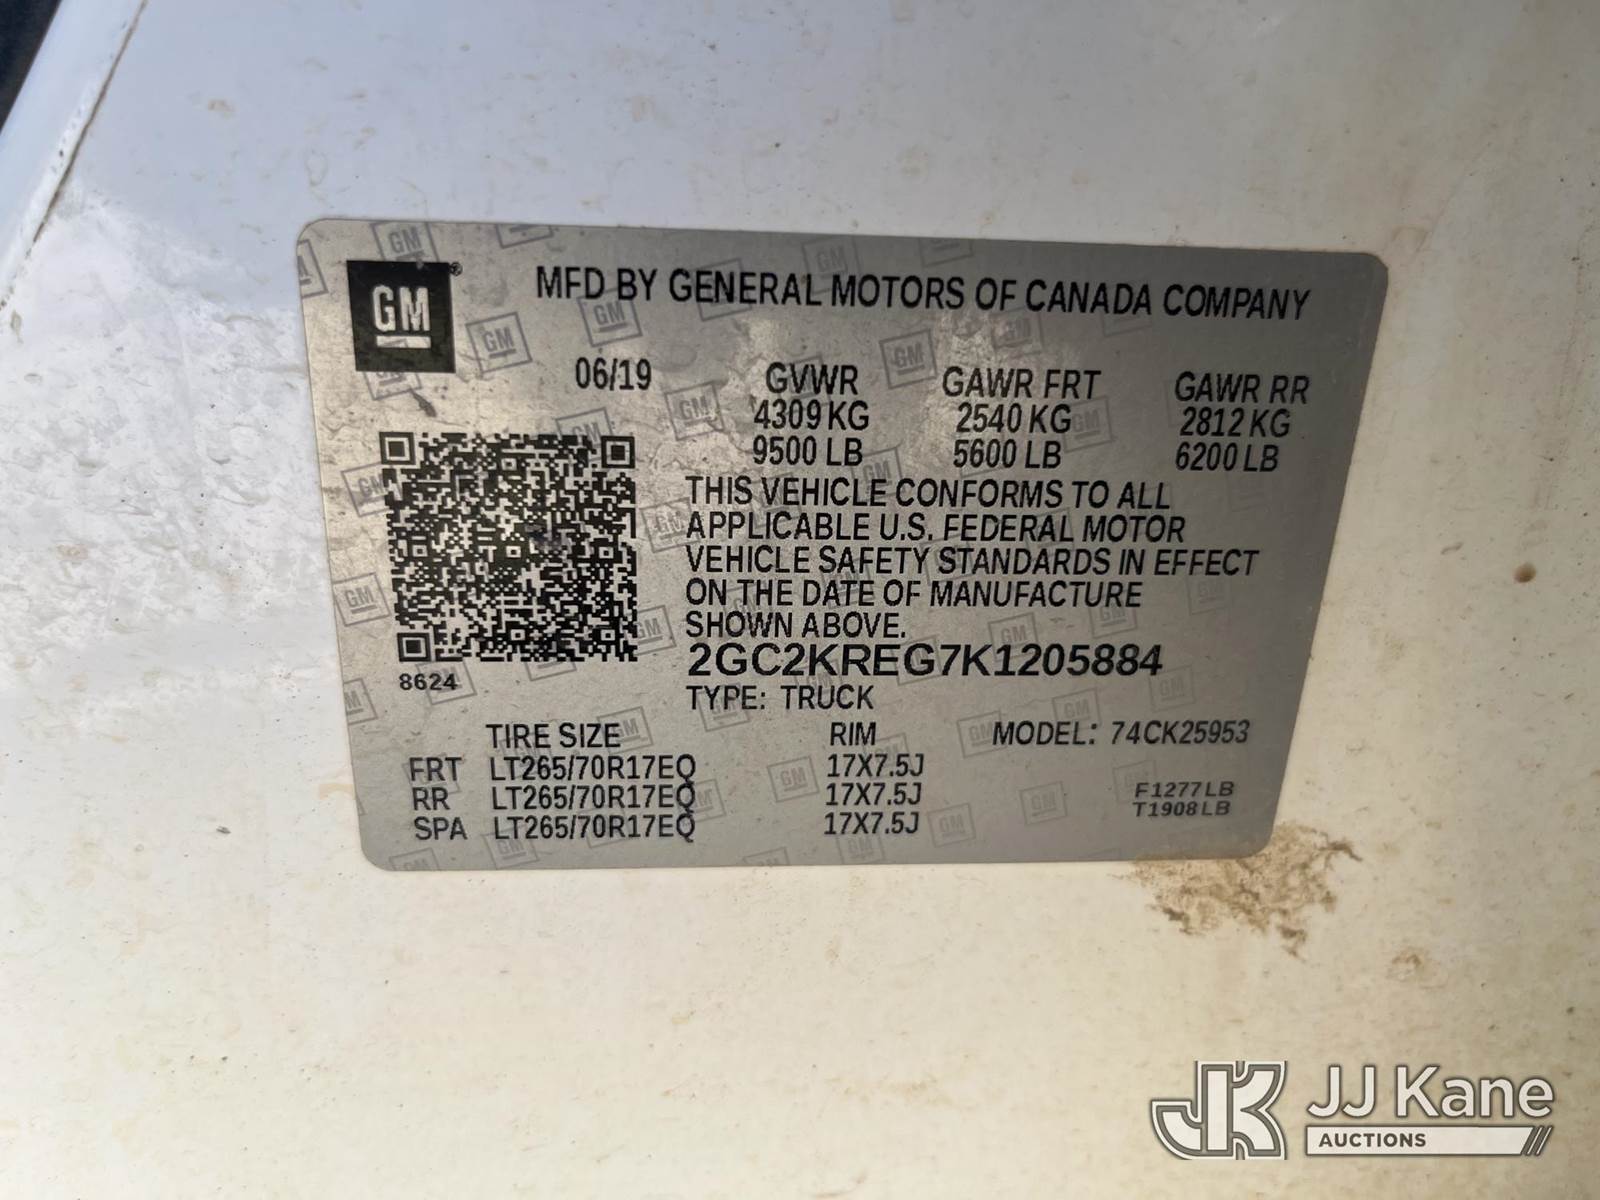 GM®
MFD BY GENERAL MOTORS OF CANADA COMPANY
06/19
GVWR GAWR FRT GAWR RR
4309 KG 2540 KG 2812 KG
9500 LB 5600 LB 6200 LB
THIS VEHICLE CONFORMS TO ALL
APPLICABLE U.S. FEDERAL MOTOR
VEHICLE SAFETY STANDARDS IN EFFECT
ON THE DATE OF MANUFACTURE
SHOWN ABOVE.
2GC2KREG7K1205884
8624
TYPE: TRUCK
TIRE SIZE RIM MODEL: 74CK25953
FRT LT265/70R17EQ 17X7.5J
RR LT265/70R17EQ 17X7.5J F1277LB
SPA LT265/70R17EQ 17X7.5J T1908LB
JK JJ Kane
AUCTIONS